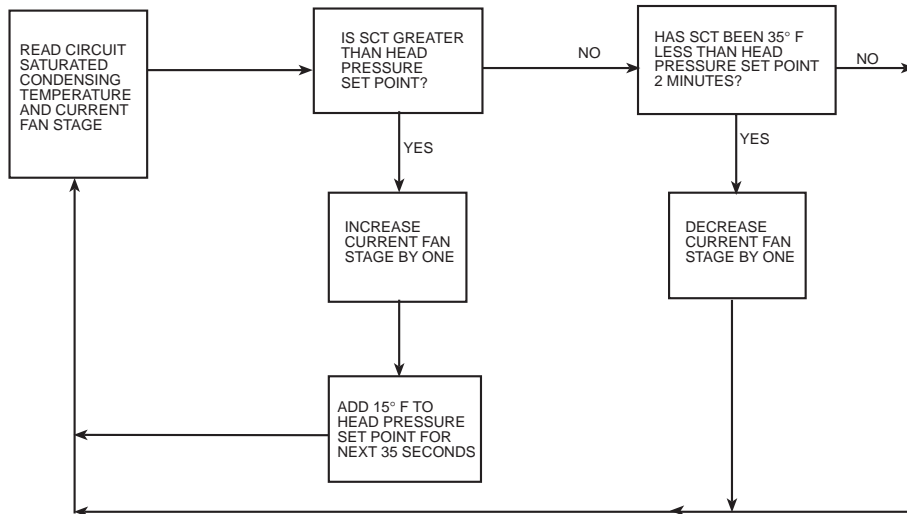 READ CIRCUIT
SATURATED
CONDENSING
TEMPERATURE
AND CURRENT
FAN STAGE
IS SCT GREATER
THAN HEAD
PRESSURE
SET POINT?
NO
HAS SCT BEEN 35° F
LESS THAN HEAD
PRESSURE SET POINT
2 MINUTES?
NO
YES
YES
INCREASE
CURRENT FAN
STAGE BY ONE
DECREASE
CURRENT FAN
STAGE BY ONE
ADD 15° F TO
HEAD PRESSURE
SET POINT FOR
NEXT 35 SECONDS